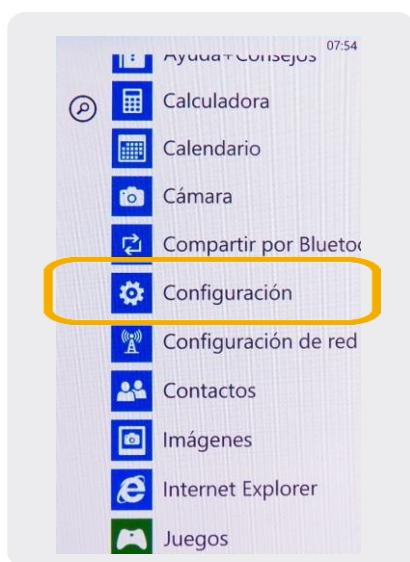 07:54
Ayuda+Consejos
Calculadora
Calendario
Cámara
Compartir por Bluetoo
Configuración
Configuración de red
Contactos
Imágenes
Internet Explorer
Juegos